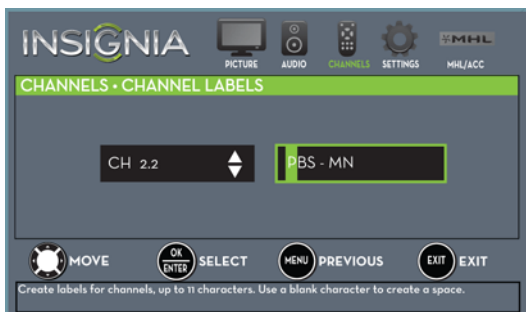 INSIGNIA
PICTURE AUDIO CHANNELS SETTINGS MHL MHL/ACC
CHANNELS • CHANNEL LABELS
CH 2.2 PBS - MN
MOVE OK ENTER SELECT MENU PREVIOUS EXIT EXIT
Create labels for channels, up to 11 characters. Use a blank character to create a space.